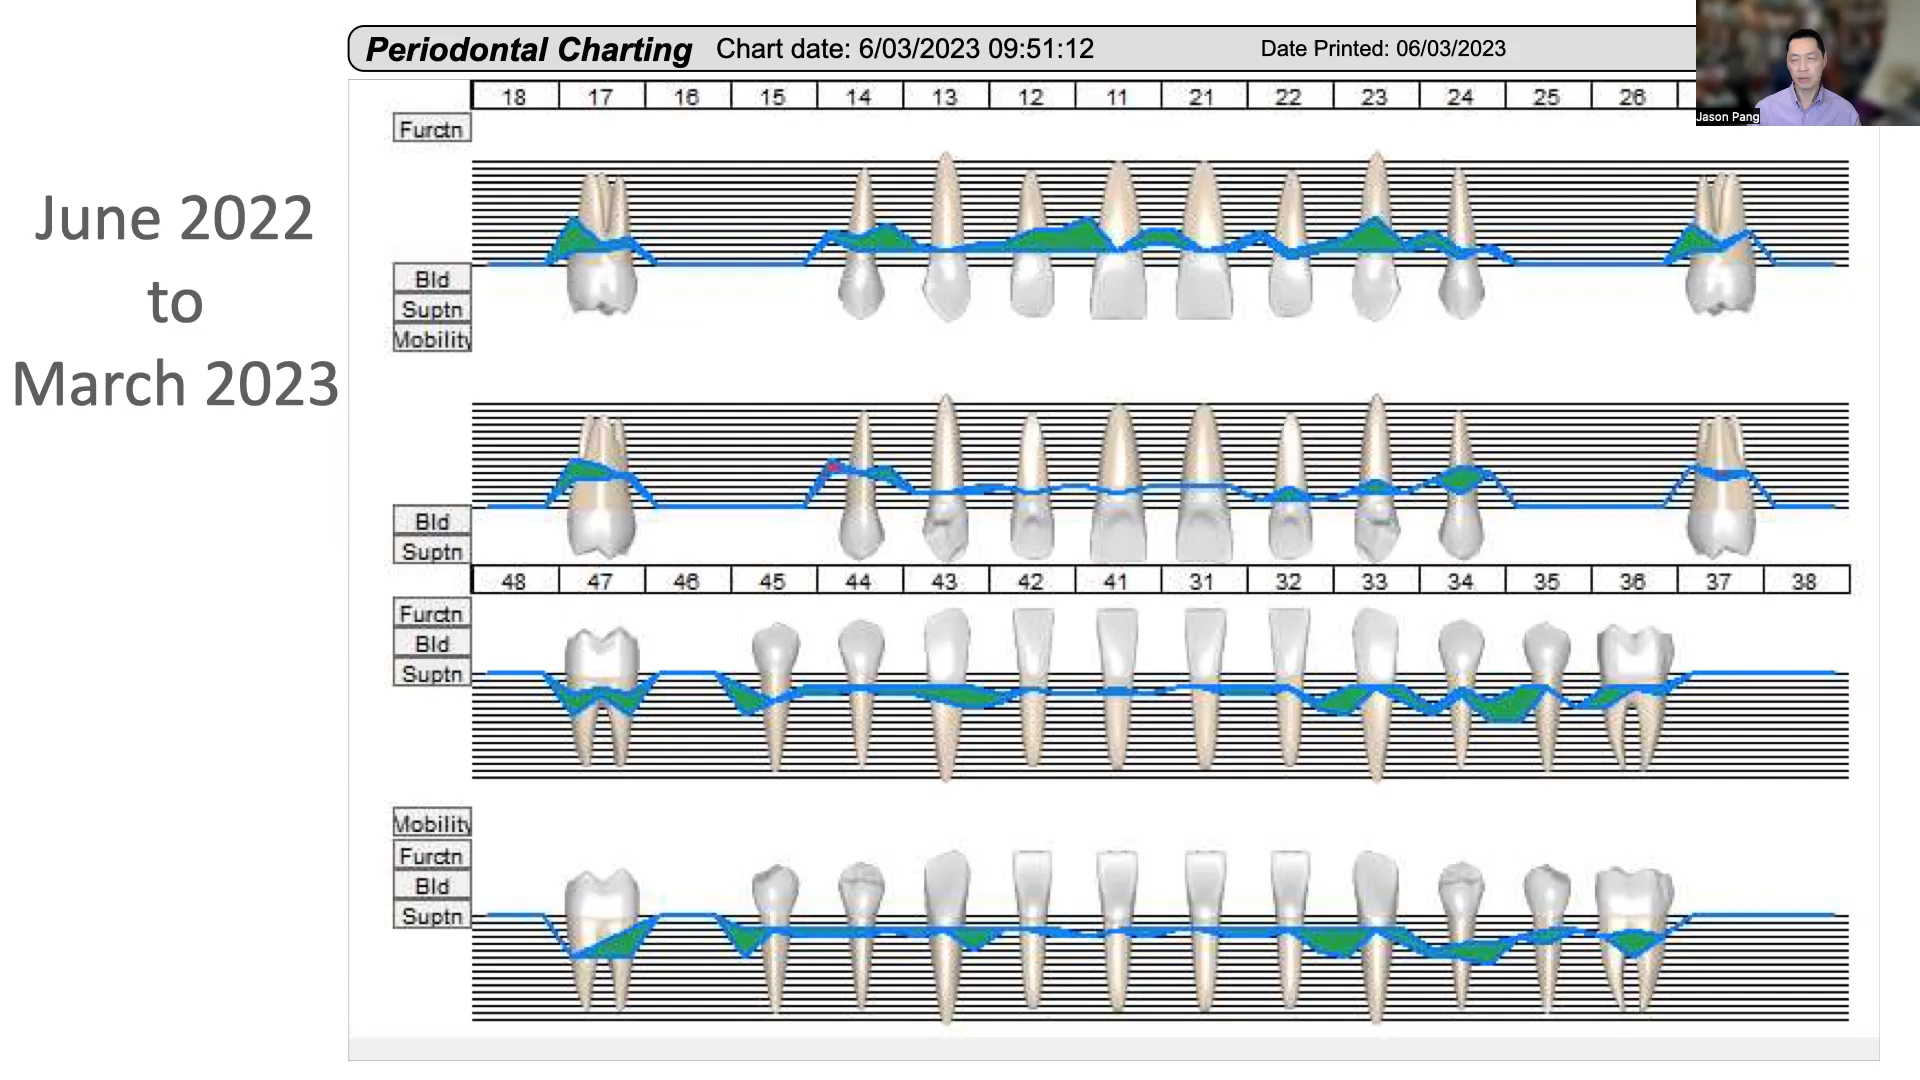 Periodontal Charting Chart date: 6/03/2023 09:51:12 Date Printed: 06/03/2023
Jason Pang
18 17 16 15 14 13 12 11 21 22 23 24 25 26
Furctn
June 2022
to
March 2023
Bld
Suptn
Mobility
Bld
Suptn
48 47 46 45 44 43 42 41 31 32 33 34 35 36 37 38
Furctn
Bld
Suptn
Mobility
Furctn
Bld
Suptn